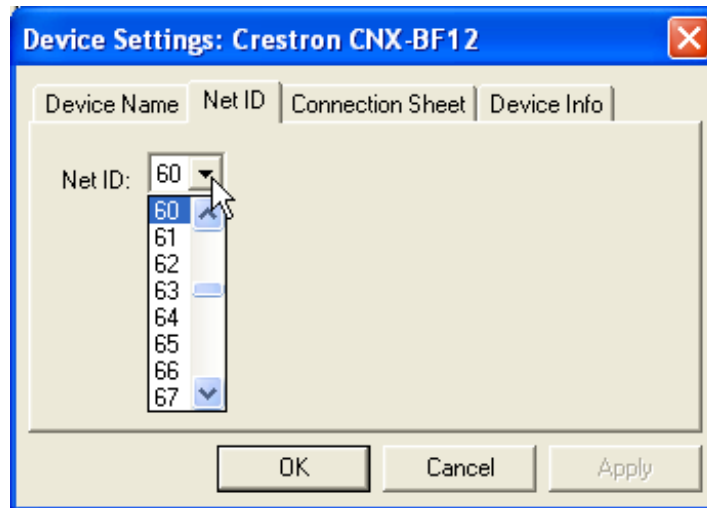 Device Settings: Crestron CNX-BF12
Device Name Net ID Connection Sheet Device Info
Net ID: 60
60
61
62
63
64
65
66
67
OK Cancel Apply